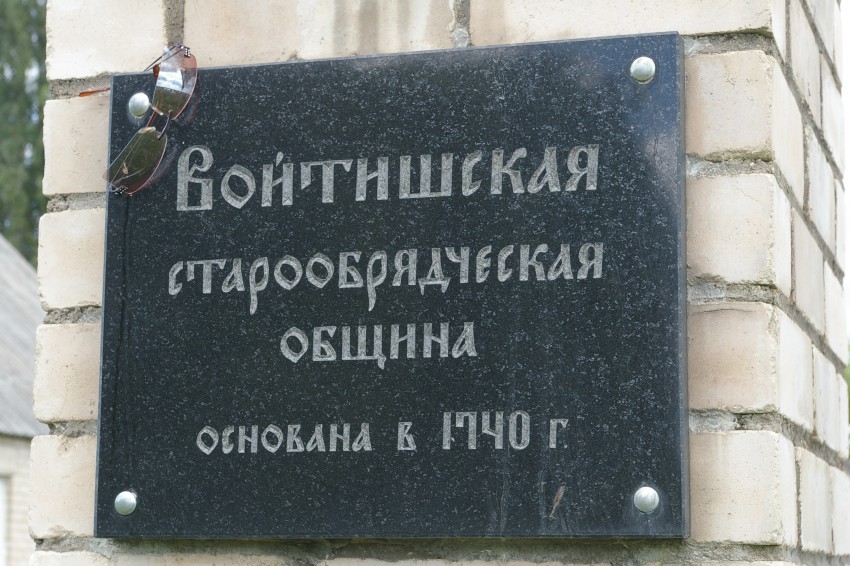 Войтишская
старообрядческая
община
основана в 1740 г.